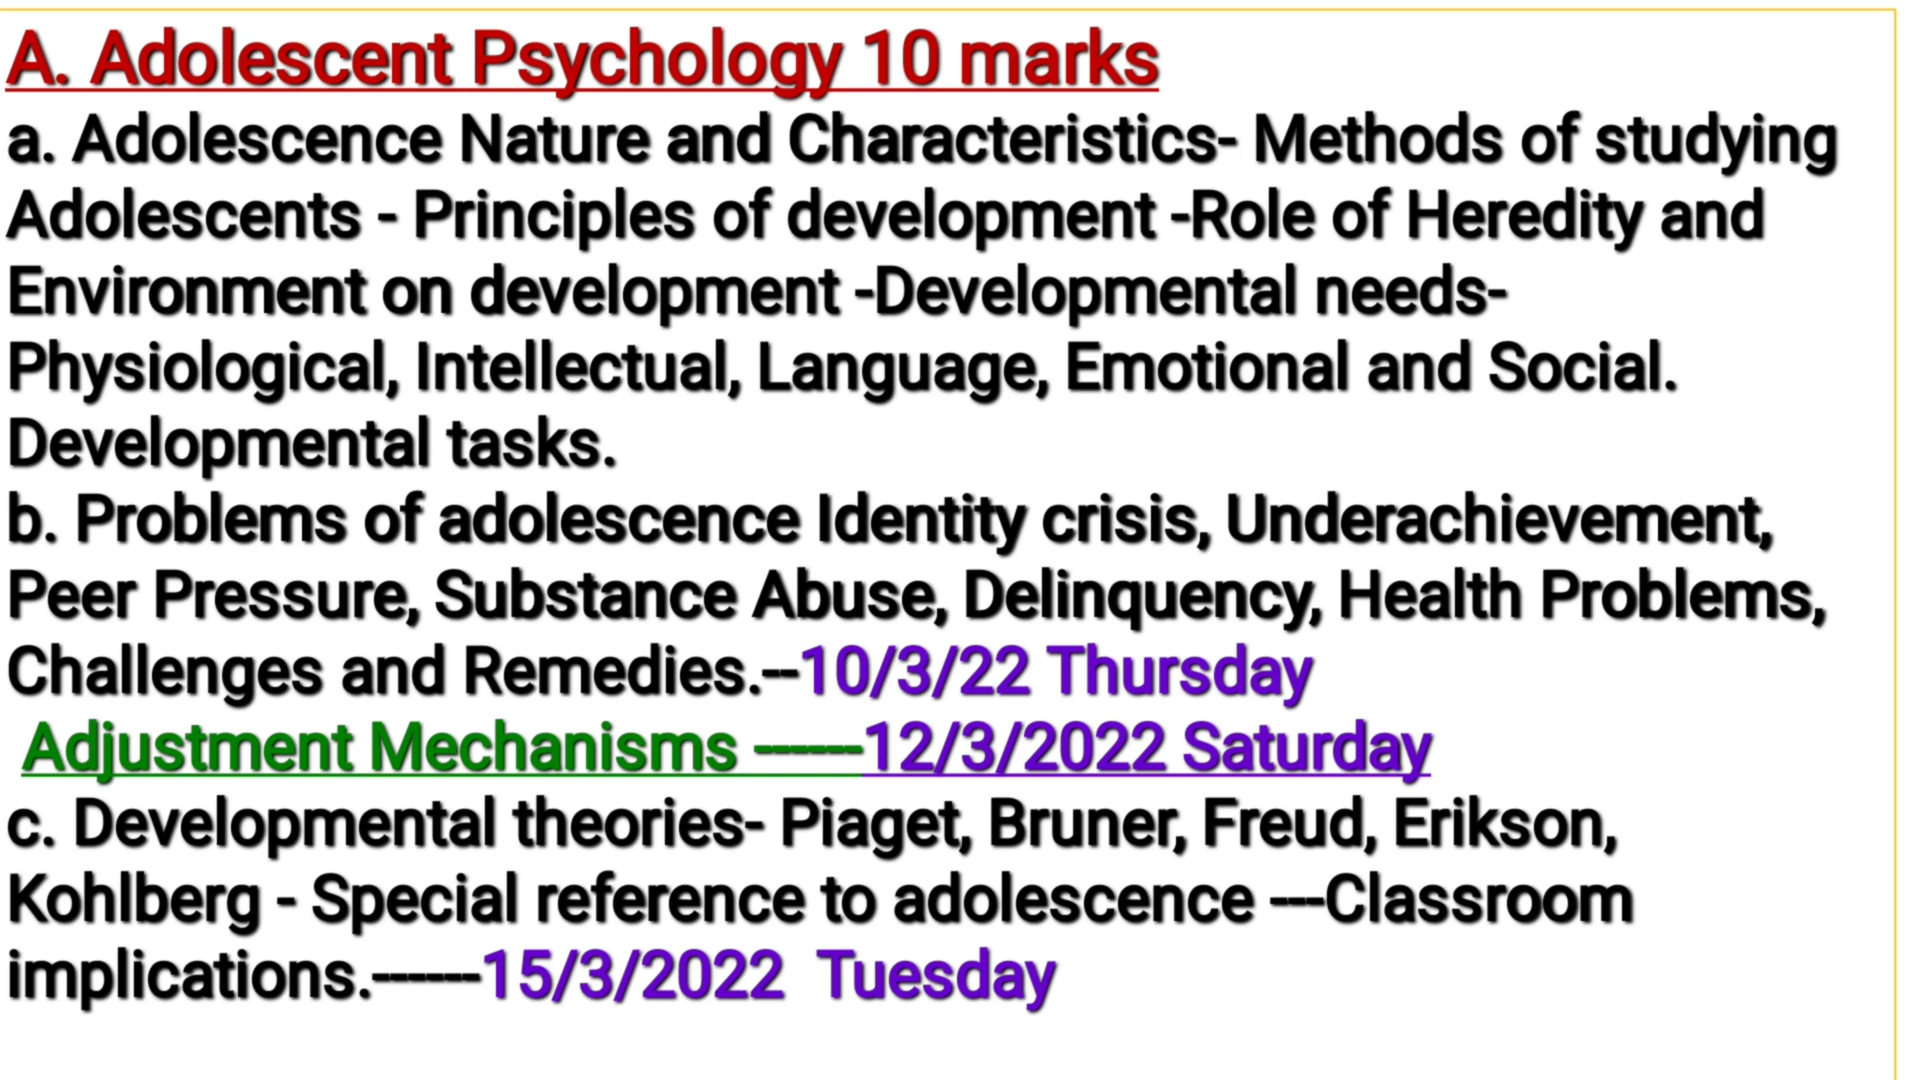 A. Adolescent Psychology 10 marks
a. Adolescence Nature and Characteristics- Methods of studying
Adolescents - Principles of development -Role of Heredity and
Environment on development -Developmental needs-
Physiological, Intellectual, Language, Emotional and Social.
Developmental tasks.
b. Problems of adolescence Identity crisis, Underachievement,
Peer Pressure, Substance Abuse, Delinquency, Health Problems,
Challenges and Remedies.--10/3/22 Thursday
Adjustment Mechanisms ------12/3/2022 Saturday
c. Developmental theories- Piaget, Bruner, Freud, Erikson,
Kohlberg - Special reference to adolescence ---Classroom
implications.------15/3/2022 Tuesday